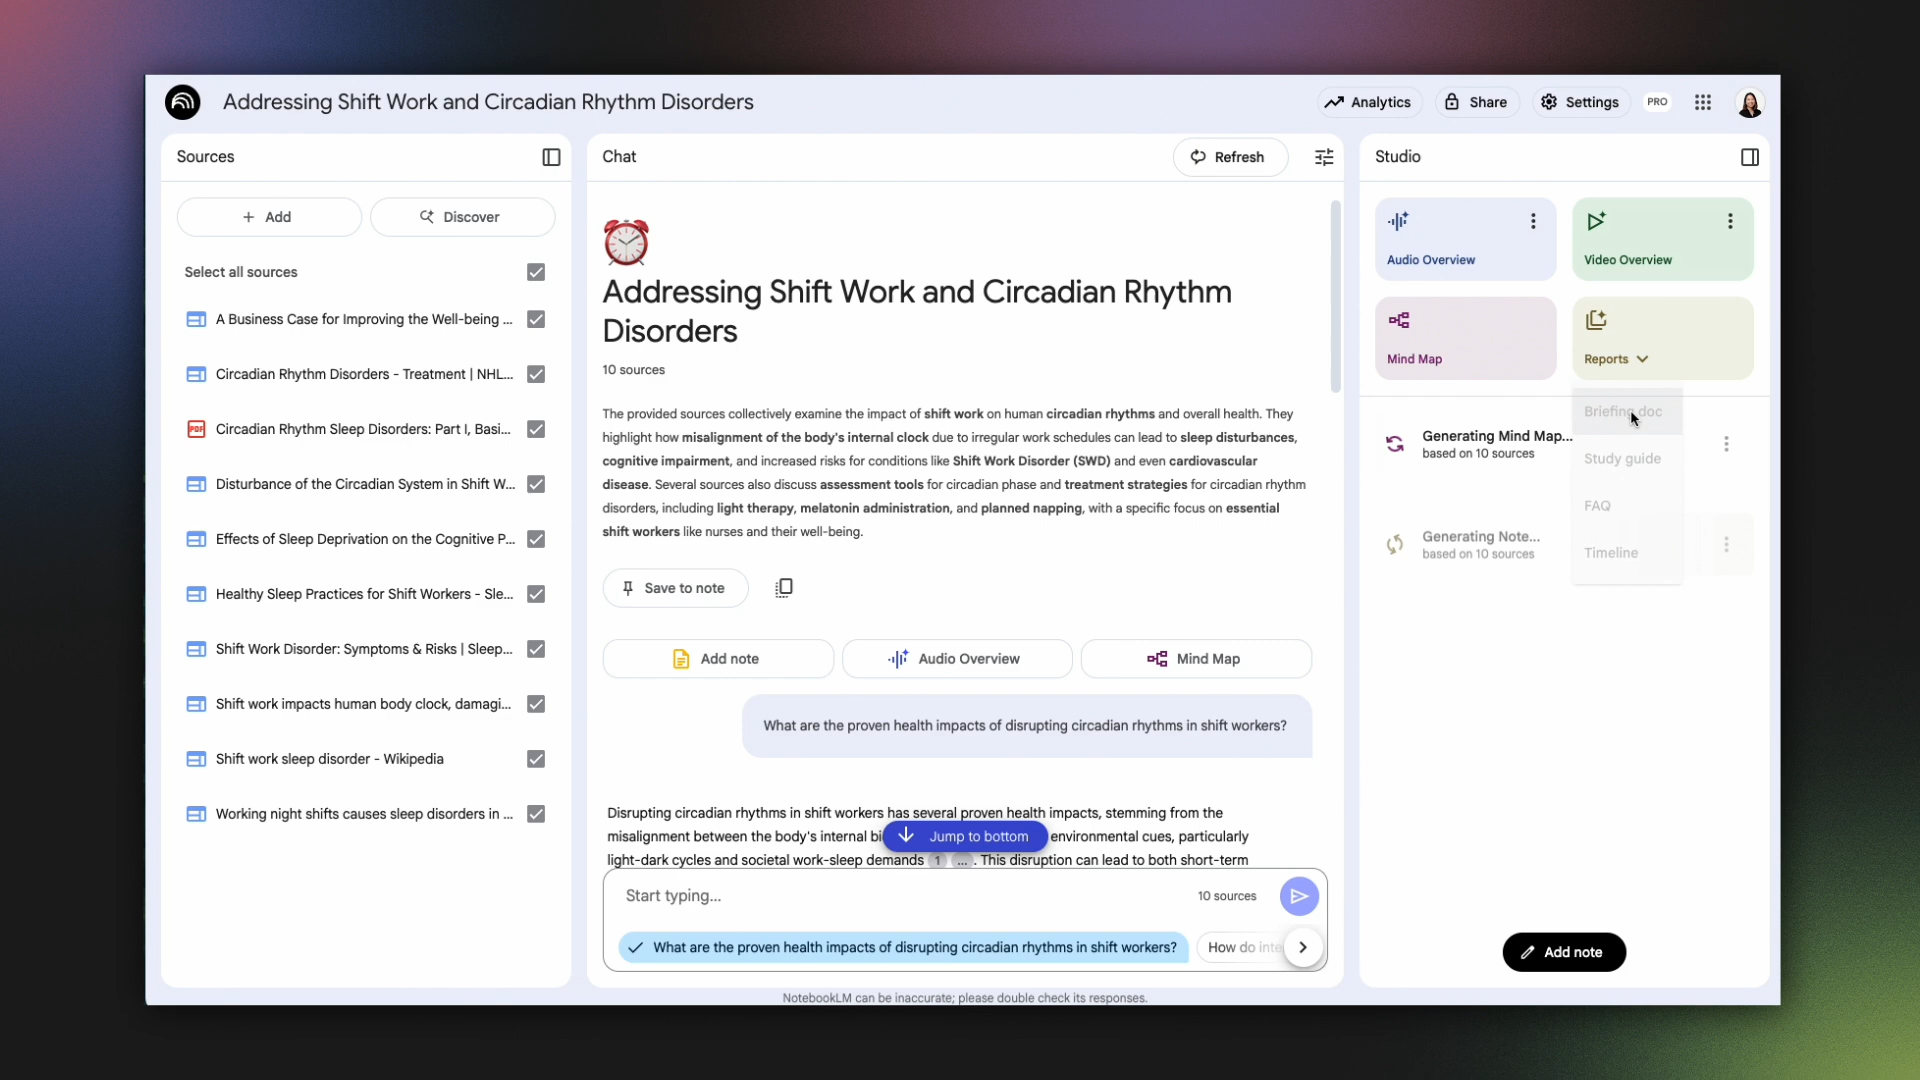 Addressing Shift Work and Circadian Rhythm Disorders
Analytics
Share
Settings
PRO
Sources
Add
Discover
Select all sources
A Business Case for Improving the Well-being ...
Circadian Rhythm Disorders - Treatment | NHL...
PDF
Circadian Rhythm Sleep Disorders: Part I, Basi...
Disturbance of the Circadian System in Shift W...
Effects of Sleep Deprivation on the Cognitive P...
Healthy Sleep Practices for Shift Workers - Sle...
Shift Work Disorder: Symptoms & Risks | Sleep...
Shift work impacts human body clock, damagi...
Shift work sleep disorder - Wikipedia
Working night shifts causes sleep disorders in ...
Chat
Refresh
Addressing Shift Work and Circadian Rhythm
Disorders
10 sources
The provided sources collectively examine the impact of shift work on human circadian rhythms and overall health. They
highlight how misalignment of the body's internal clock due to irregular work schedules can lead to sleep disturbances,
cognitive impairment, and increased risks for conditions like Shift Work Disorder (SWD) and even cardiovascular
disease. Several sources also discuss assessment tools for circadian phase and treatment strategies for circadian rhythm
disorders, including light therapy, melatonin administration, and planned napping, with a specific focus on essential
shift workers like nurses and their well-being.
Save to note
Add note
Audio Overview
Mind Map
What are the proven health impacts of disrupting circadian rhythms in shift workers?
Disrupting circadian rhythms in shift workers has several proven health impacts, stemming from the
misalignment between the body's internal bi
Jump to bottom
environmental cues, particularly
light-dark cycles and societal work-sleep demands 1 ... . This disruption can lead to both short-term
Start typing...
10 sources
What are the proven health impacts of disrupting circadian rhythms in shift workers?
How do inte
NotebookLM can be inaccurate; please double check its responses.
Studio
Audio Overview
Video Overview
Mind Map
Reports
Briefing doc
Study guide
FAQ
Timeline
Generating Mind Map...
based on 10 sources
Generating Note...
based on 10 sources
Add note